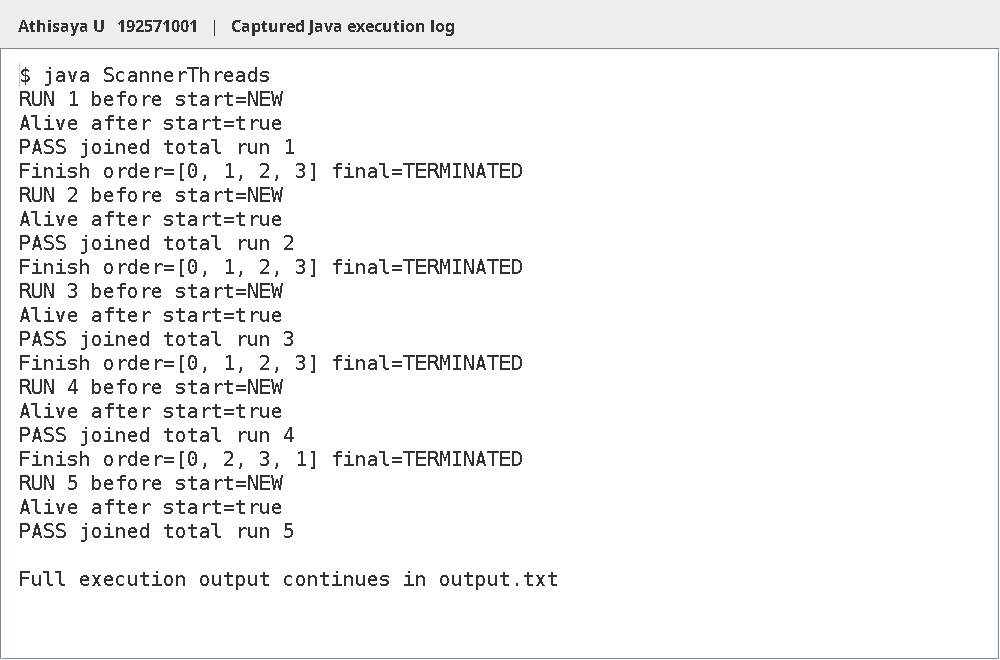 Athisaya U 192571001 | Captured Java execution log
$ java ScannerThreads
RUN 1 before start=NEW
Alive after start=true
PASS joined total run 1
Finish order=[0, 1, 2, 3] final=TERMINATED
RUN 2 before start=NEW
Alive after start=true
PASS joined total run 2
Finish order=[0, 1, 2, 3] final=TERMINATED
RUN 3 before start=NEW
Alive after start=true
PASS joined total run 3
Finish order=[0, 1, 2, 3] final=TERMINATED
RUN 4 before start=NEW
Alive after start=true
PASS joined total run 4
Finish order=[0, 2, 3, 1] final=TERMINATED
RUN 5 before start=NEW
Alive after start=true
PASS joined total run 5
Full execution output continues in output.txt